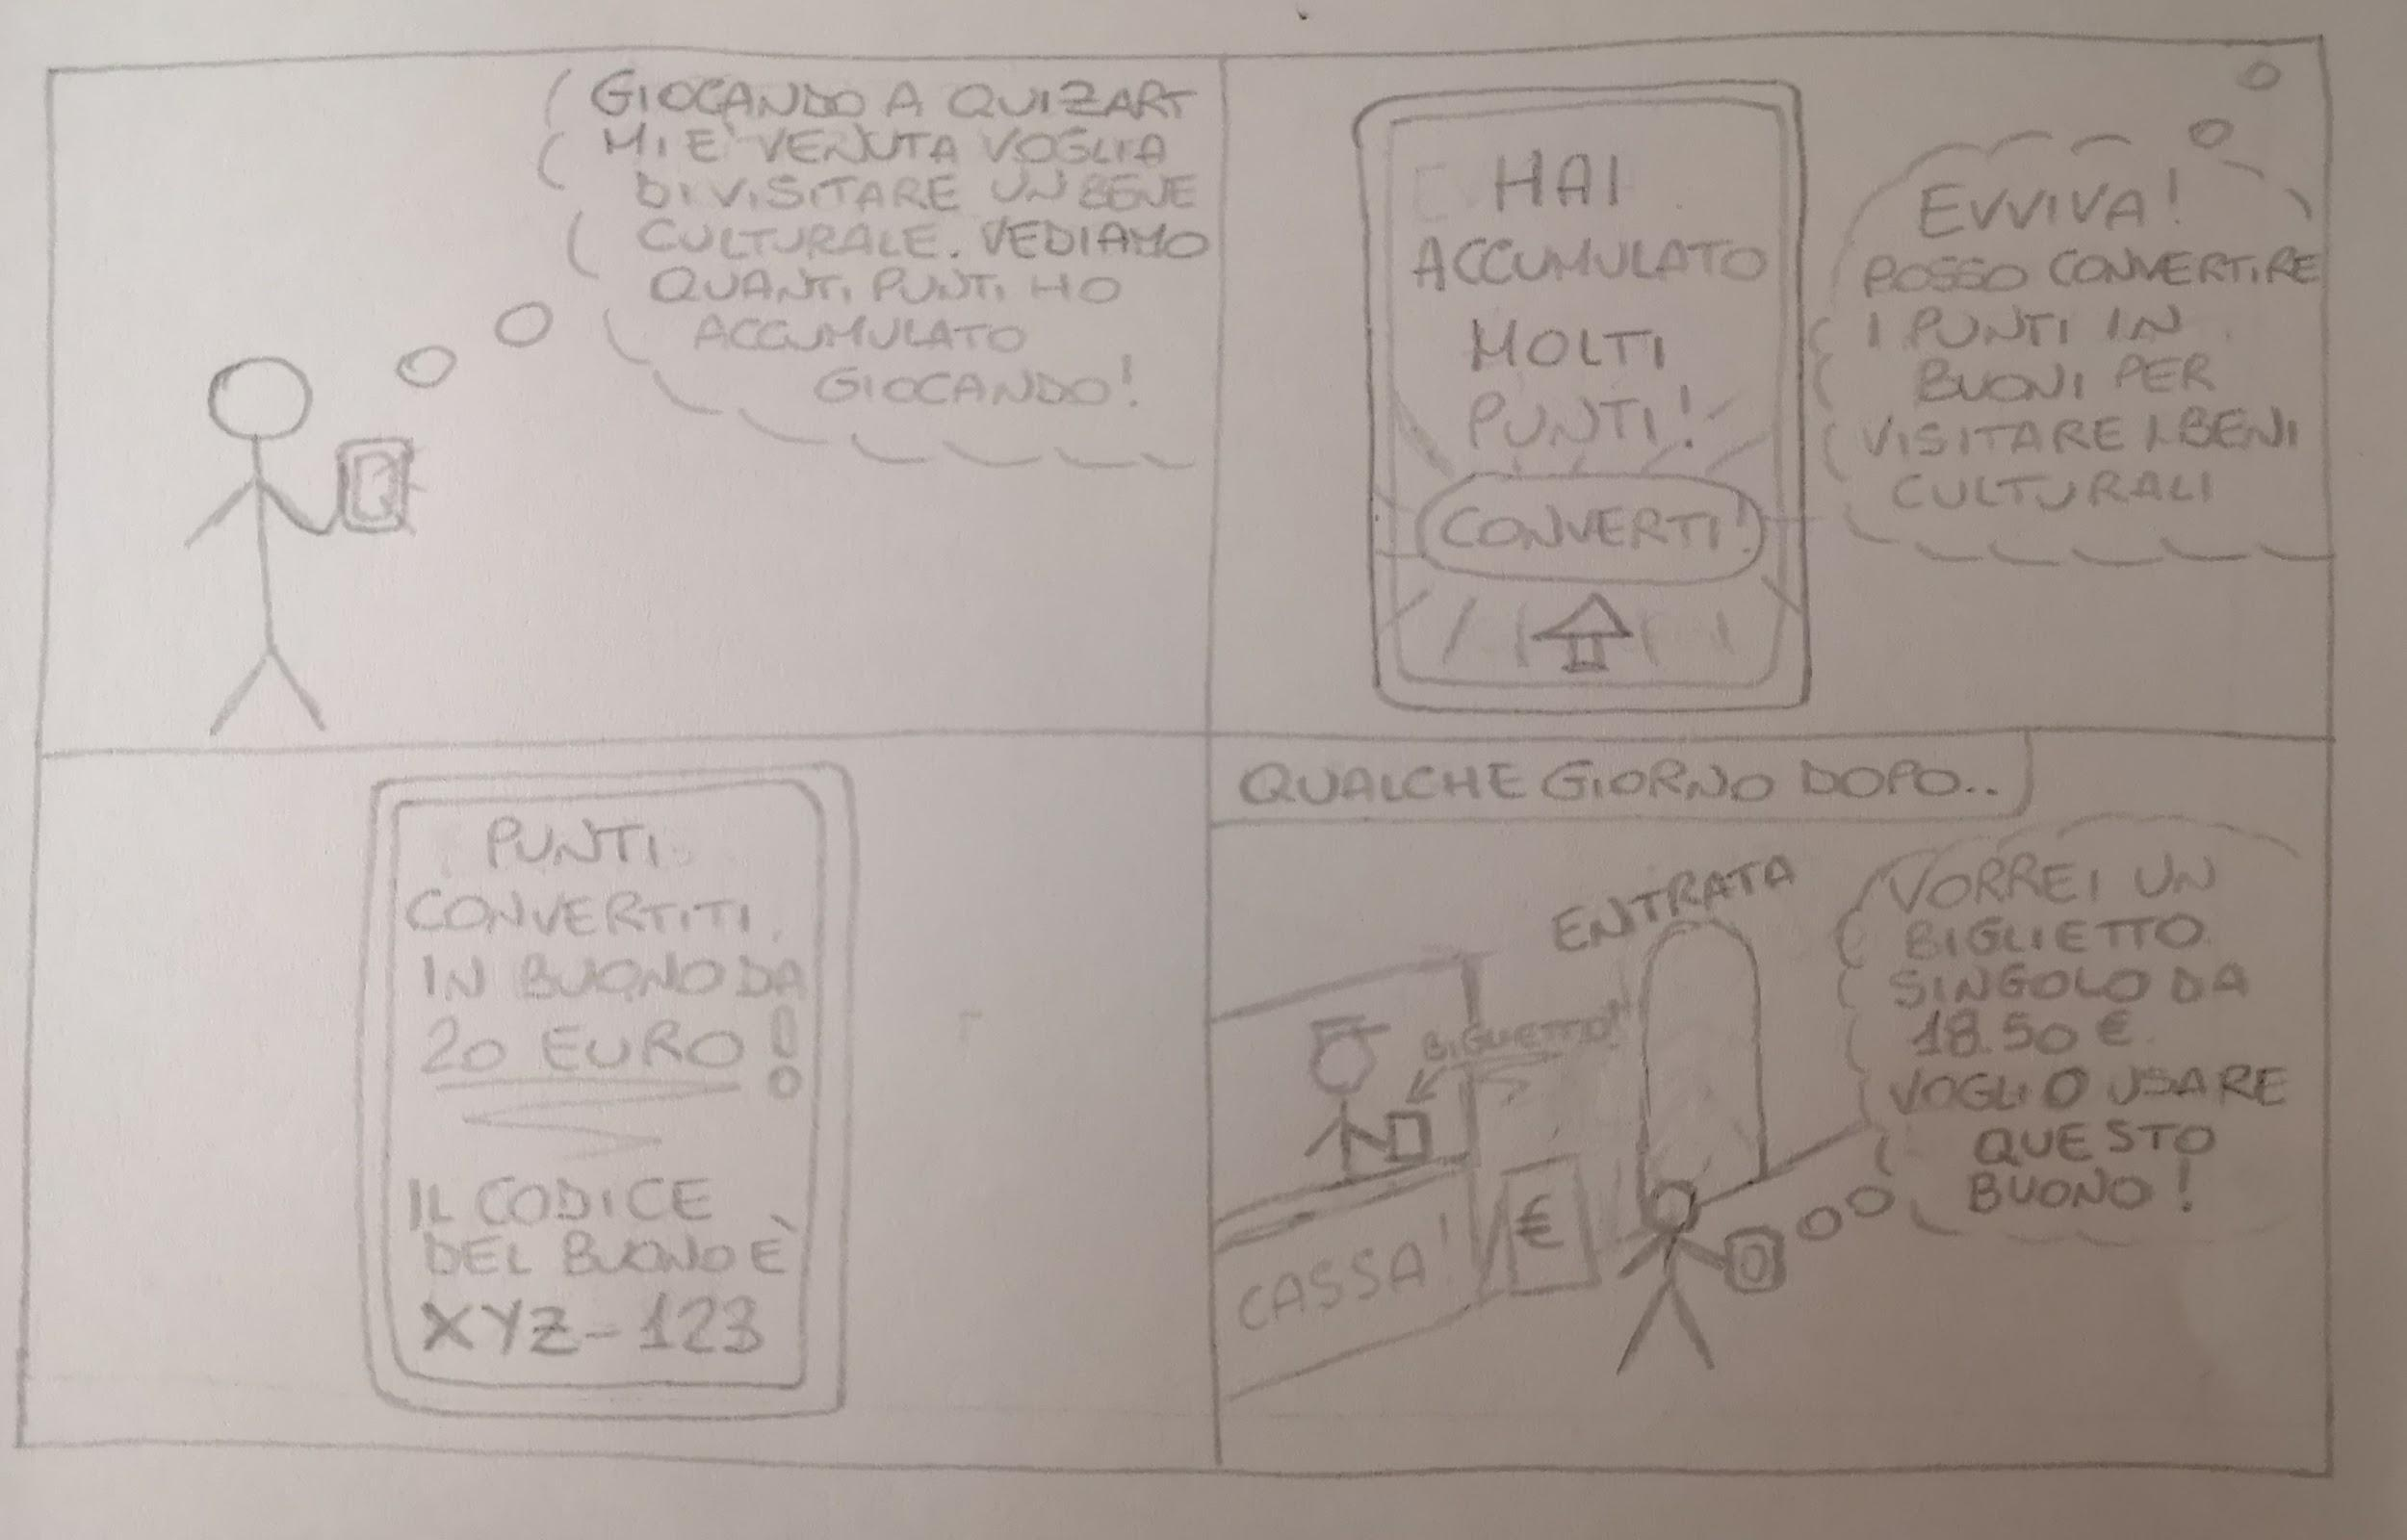 GIOCANDO A QUIZART
MI E' VENUTA VOGLIA
DI VISITARE UN BENE
CULTURALE. VEDIAMO
QUANTI PUNTI HO
ACCUMULATO
GIOCANDO!
HAI
ACCUMULATO
MOLTI
PUNTI!
CONVERTI!
EVVIVA!
POSSO CONVERTIRE
I PUNTI IN
BUONI PER
VISITARE I BENI
CULTURALI
PUNTI
CONVERTITI
IN BUONO DA
20 EURO!
IL CODICE
DEL BUONO È
XYZ-123
QUALCHE GIORNO DOPO..
ENTRATA
BIGLIETTO!
CASSA
€
VORREI UN
BIGLIETTO
SINGOLO DA
18.50 €.
VOGLIO USARE
QUESTO
BUONO!